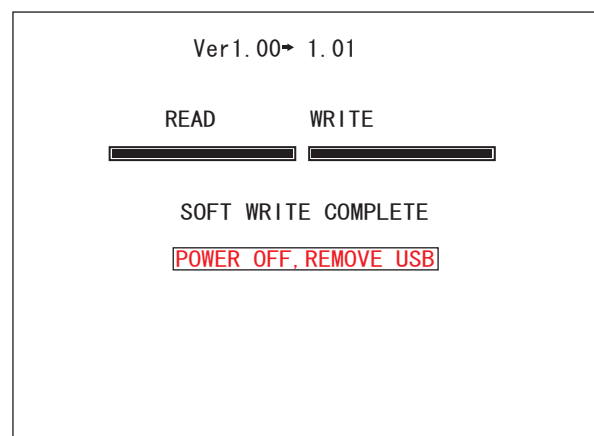 Ver1.00→ 1.01
READ WRITE
SOFT WRITE COMPLETE
POWER OFF,REMOVE USB